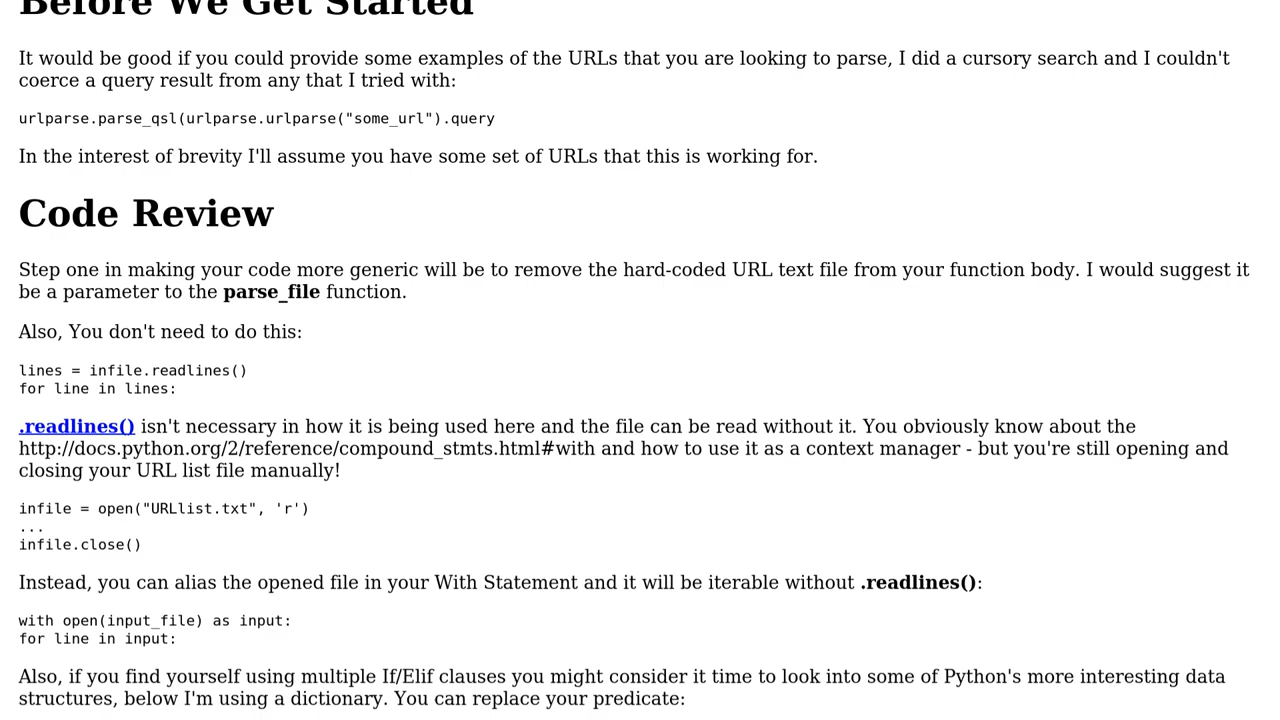 Before We Get Started
It would be good if you could provide some examples of the URLs that you are looking to parse, I did a cursory search and I couldn't
coerce a query result from any that I tried with:
urlparse.parse_qsl(urlparse.urlparse("some_url").query
In the interest of brevity I'll assume you have some set of URLs that this is working for.
Code Review
Step one in making your code more generic will be to remove the hard-coded URL text file from your function body. I would suggest it
be a parameter to the parse_file function.
Also, You don't need to do this:
lines = infile.readlines()
for line in lines:
.readlines() isn't necessary in how it is being used here and the file can be read without it. You obviously know about the
http://docs.python.org/2/reference/compound_stmts.html#with and how to use it as a context manager - but you're still opening and
closing your URL list file manually!
infile = open("URLlist.txt", 'r')
...
infile.close()
Instead, you can alias the opened file in your With Statement and it will be iterable without .readlines():
with open(input_file) as input:
for line in input:
Also, if you find yourself using multiple If/Elif clauses you might consider it time to look into some of Python's more interesting data
structures, below I'm using a dictionary. You can replace your predicate: